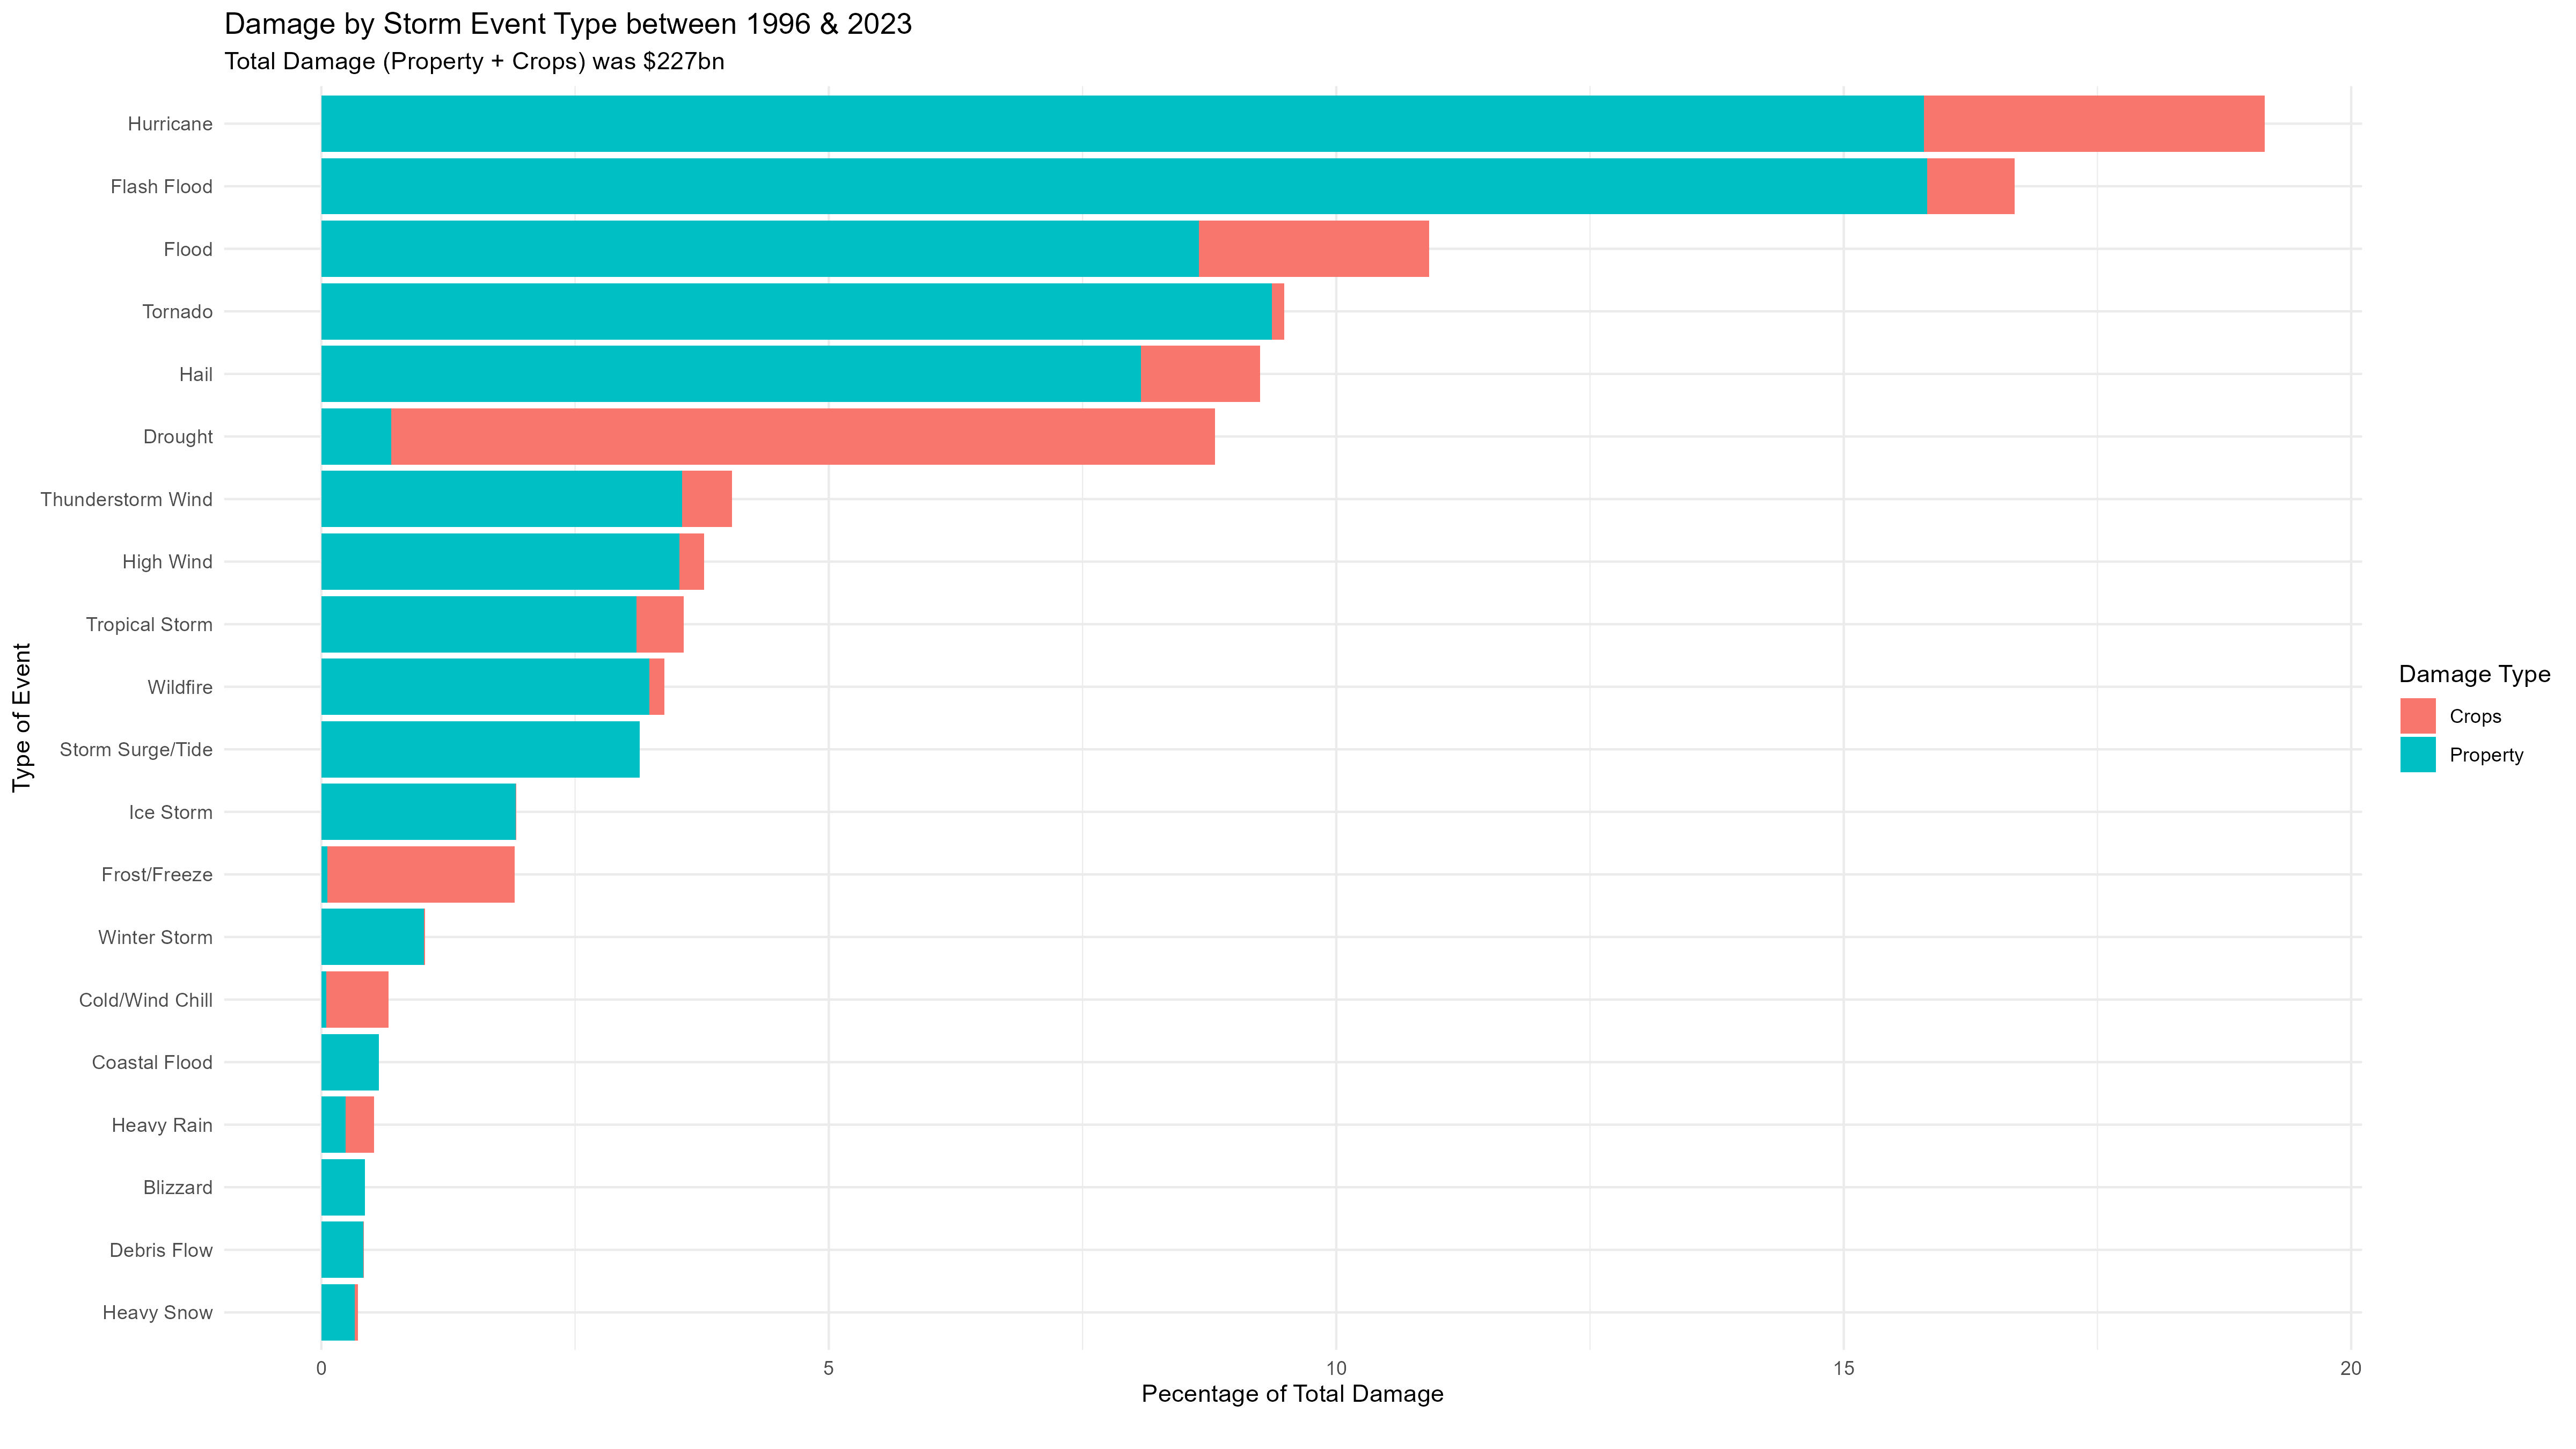 Damage by Storm Event Type between 1996 & 2023
Total Damage (Property + Crops) was $227bn
Hurricane
Flash Flood
Flood
Tornado
Hail
Drought
Thunderstorm Wind
High Wind
Tropical Storm
Wildfire
Storm Surge/Tide
Ice Storm
Frost/Freeze
Winter Storm
Cold/Wind Chill
Coastal Flood
Heavy Rain
Blizzard
Debris Flow
Heavy Snow
Type of Event
0 5 10 15 20
Pecentage of Total Damage
Damage Type
Crops
Property